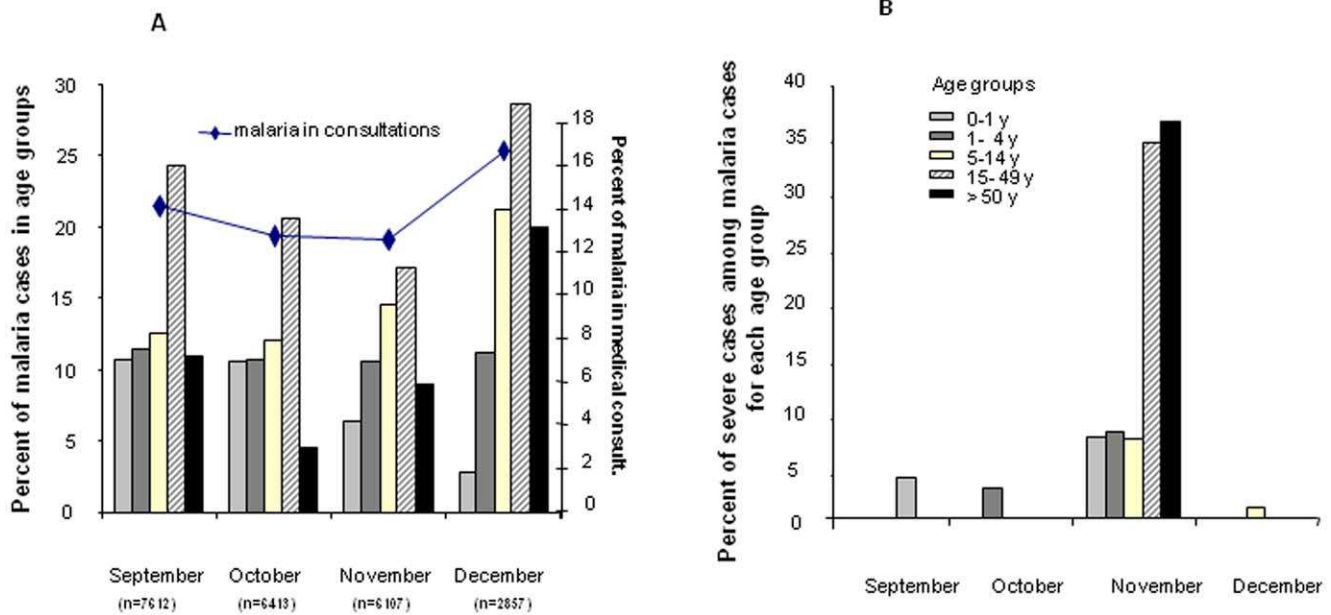 A
Percent of malaria cases in age groups
30
25
20
15
10
5
0
malaria in consultations
18
16
14
12
10
8
6
4
2
0
Percent of malaria in medical consult.
September
October
November
December
(n=7612)
(n=6413)
(n=6107)
(n=2857)
B
Percent of severe cases among malaria cases
for each age group
40
35
30
25
20
15
10
5
0
Age groups
0-1 y
1- 4 y
5-14 y
15- 49 y
> 50 y
September
October
November
December